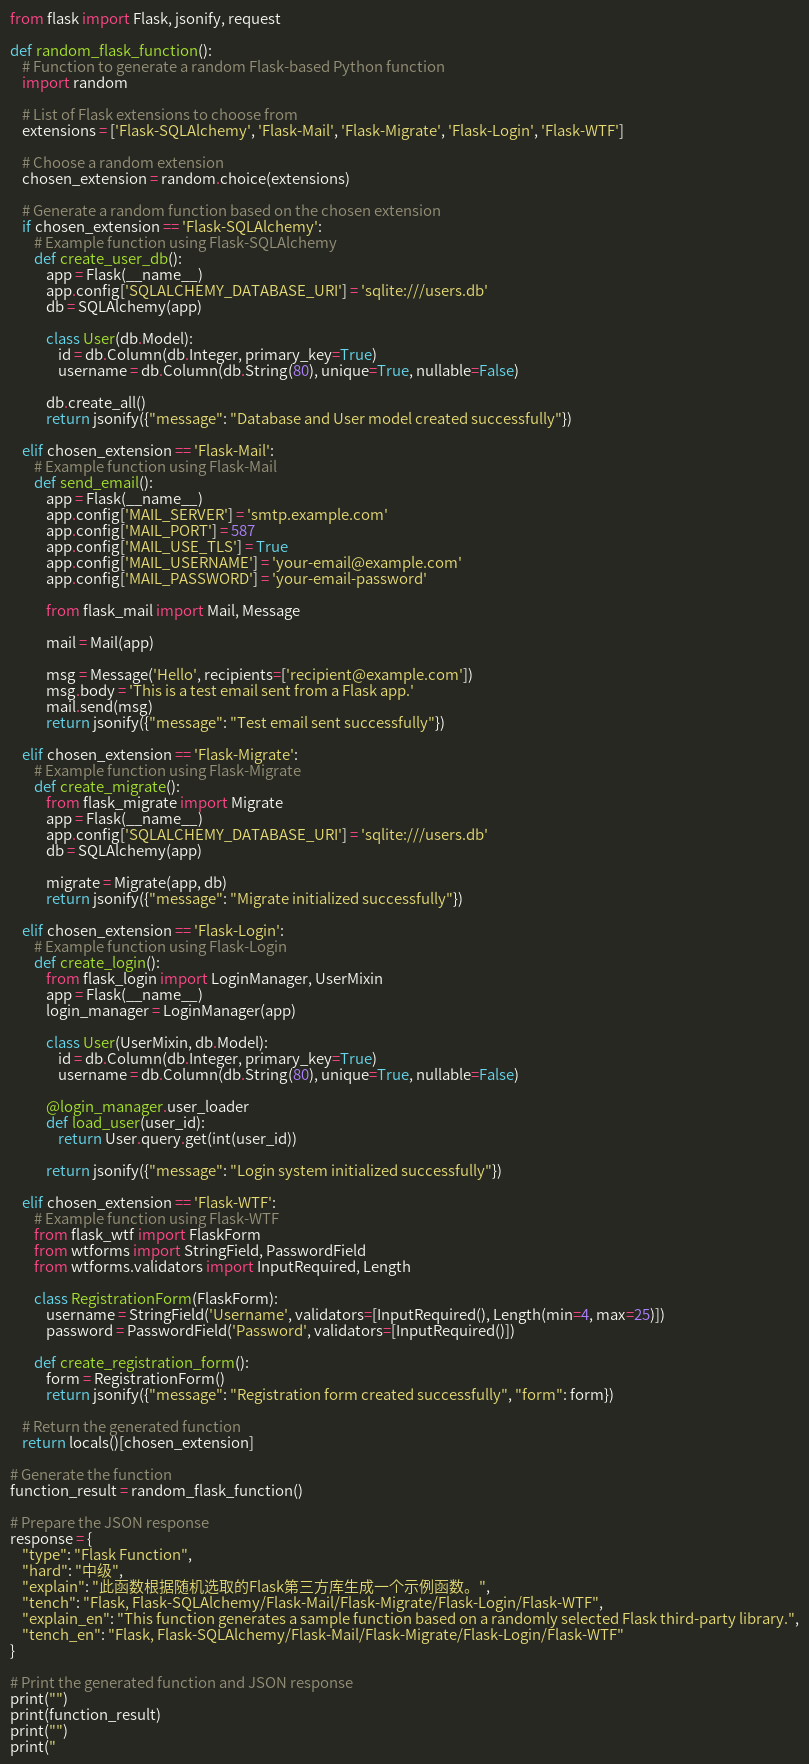 from flask import Flask, jsonify, request

def random_flask_function():
    # Function to generate a random Flask-based Python function
    import random

    # List of Flask extensions to choose from
    extensions = ['Flask-SQLAlchemy', 'Flask-Mail', 'Flask-Migrate', 'Flask-Login', 'Flask-WTF']

    # Choose a random extension
    chosen_extension = random.choice(extensions)

    # Generate a random function based on the chosen extension
    if chosen_extension == 'Flask-SQLAlchemy':
        # Example function using Flask-SQLAlchemy
        def create_user_db():
            app = Flask(__name__)
            app.config['SQLALCHEMY_DATABASE_URI'] = 'sqlite:///users.db'
            db = SQLAlchemy(app)

            class User(db.Model):
                id = db.Column(db.Integer, primary_key=True)
                username = db.Column(db.String(80), unique=True, nullable=False)

            db.create_all()
            return jsonify({"message": "Database and User model created successfully"})

    elif chosen_extension == 'Flask-Mail':
        # Example function using Flask-Mail
        def send_email():
            app = Flask(__name__)
            app.config['MAIL_SERVER'] = 'smtp.example.com'
            app.config['MAIL_PORT'] = 587
            app.config['MAIL_USE_TLS'] = True
            app.config['MAIL_USERNAME'] = 'your-email@example.com'
            app.config['MAIL_PASSWORD'] = 'your-email-password'

            from flask_mail import Mail, Message

            mail = Mail(app)

            msg = Message('Hello', recipients=['recipient@example.com'])
            msg.body = 'This is a test email sent from a Flask app.'
            mail.send(msg)
            return jsonify({"message": "Test email sent successfully"})

    elif chosen_extension == 'Flask-Migrate':
        # Example function using Flask-Migrate
        def create_migrate():
            from flask_migrate import Migrate
            app = Flask(__name__)
            app.config['SQLALCHEMY_DATABASE_URI'] = 'sqlite:///users.db'
            db = SQLAlchemy(app)

            migrate = Migrate(app, db)
            return jsonify({"message": "Migrate initialized successfully"})

    elif chosen_extension == 'Flask-Login':
        # Example function using Flask-Login
        def create_login():
            from flask_login import LoginManager, UserMixin
            app = Flask(__name__)
            login_manager = LoginManager(app)

            class User(UserMixin, db.Model):
                id = db.Column(db.Integer, primary_key=True)
                username = db.Column(db.String(80), unique=True, nullable=False)

            @login_manager.user_loader
            def load_user(user_id):
                return User.query.get(int(user_id))

            return jsonify({"message": "Login system initialized successfully"})

    elif chosen_extension == 'Flask-WTF':
        # Example function using Flask-WTF
        from flask_wtf import FlaskForm
        from wtforms import StringField, PasswordField
        from wtforms.validators import InputRequired, Length

        class RegistrationForm(FlaskForm):
            username = StringField('Username', validators=[InputRequired(), Length(min=4, max=25)])
            password = PasswordField('Password', validators=[InputRequired()])

        def create_registration_form():
            form = RegistrationForm()
            return jsonify({"message": "Registration form created successfully", "form": form})

    # Return the generated function
    return locals()[chosen_extension]

# Generate the function
function_result = random_flask_function()

# Prepare the JSON response
response = {
    "type": "Flask Function",
    "hard": "中级",
    "explain": "此函数根据随机选取的Flask第三方库生成一个示例函数。",
    "tench": "Flask, Flask-SQLAlchemy/Flask-Mail/Flask-Migrate/Flask-Login/Flask-WTF",
    "explain_en": "This function generates a sample function based on a randomly selected Flask third-party library.",
    "tench_en": "Flask, Flask-SQLAlchemy/Flask-Mail/Flask-Migrate/Flask-Login/Flask-WTF"
}

# Print the generated function and JSON response
print("")
print(function_result)
print("")
print("